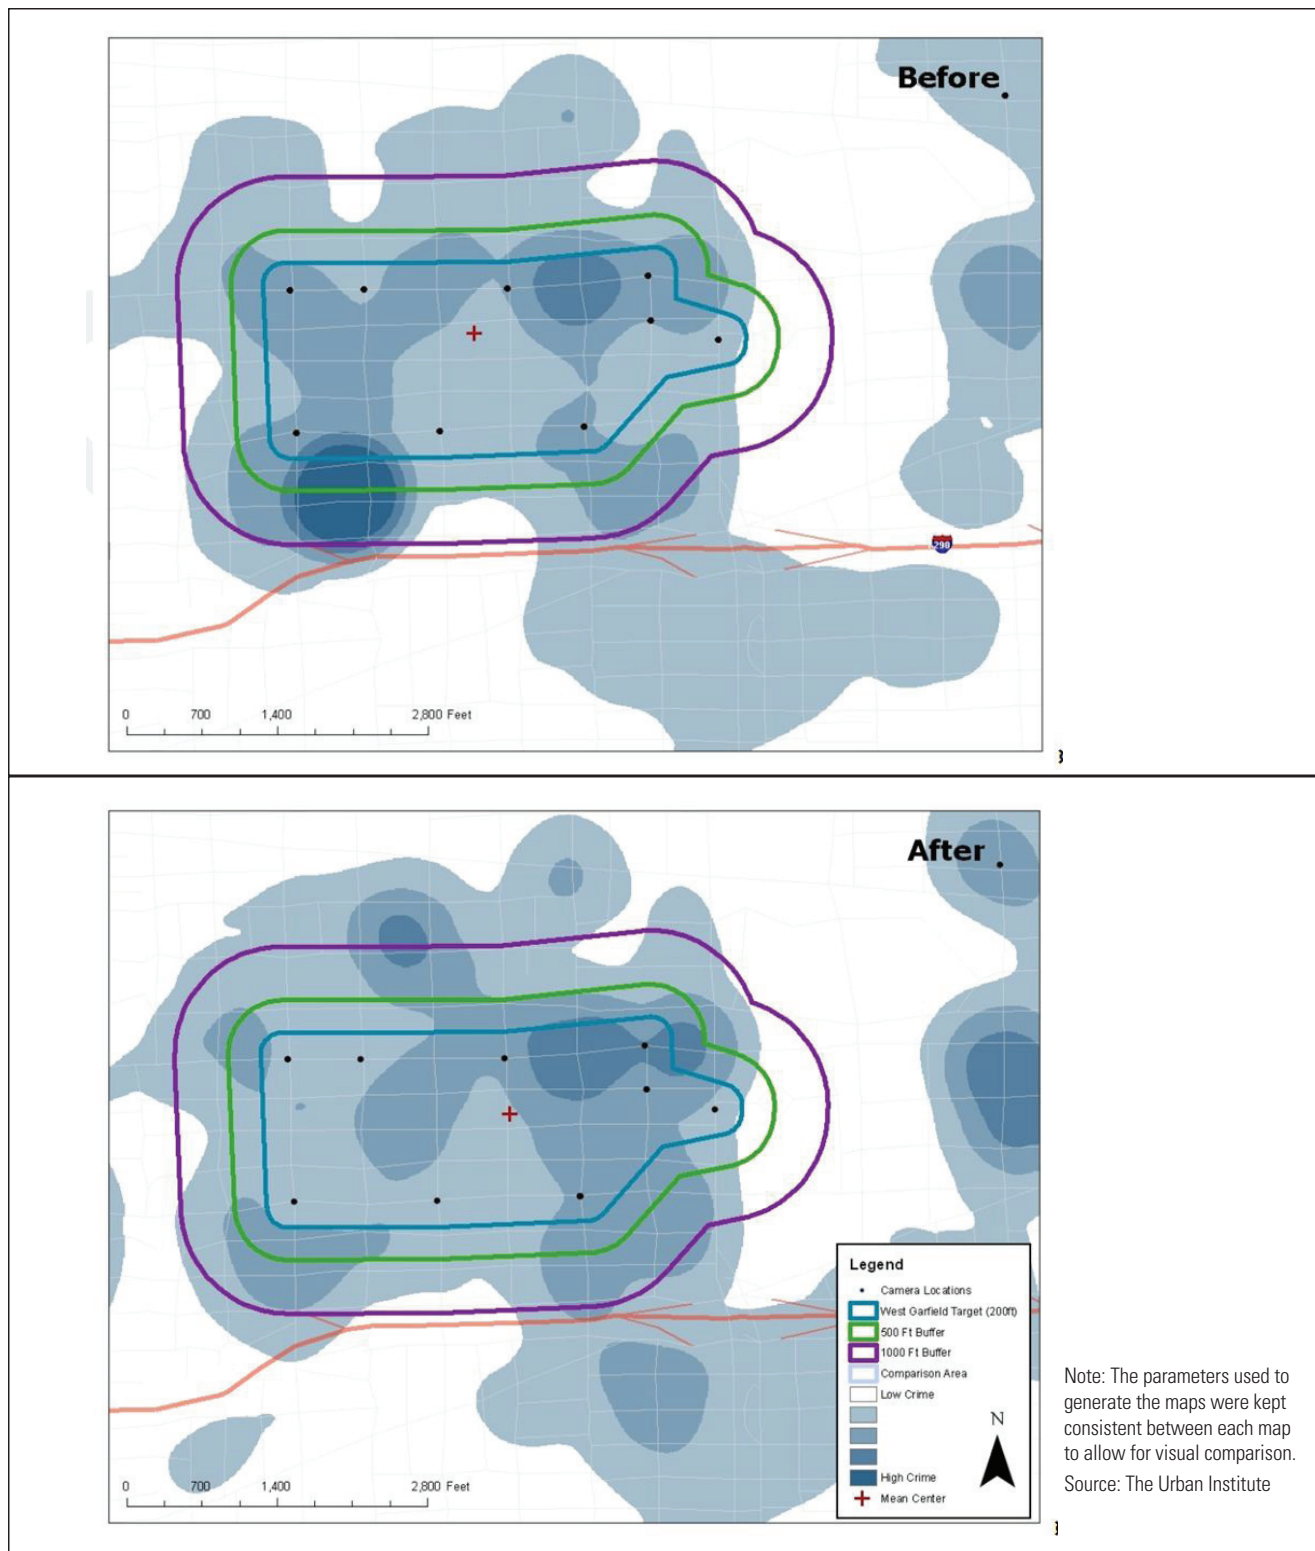 Before
290
0 700 1,400 2,800 Feet
After
Legend
Camera Locations
West Garfield Target (200ft)
500 Ft Buffer
1000 Ft Buffer
Comparison Area
Low Crime
High Crime
Mean Center
N
0 700 1,400 2,800 Feet
Note: The parameters used to
generate the maps were kept
consistent between each map
to allow for visual comparison.
Source: The Urban Institute